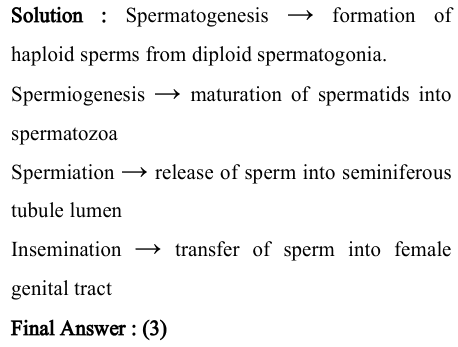 Solution : Spermatogenesis → formation of
haploid sperms from diploid spermatogonia.
Spermiogenesis → maturation of spermatids into
spermatozoa
Spermiation → release of sperm into seminiferous
tubule lumen
Insemination → transfer of sperm into female
genital tract
Final Answer : (3)